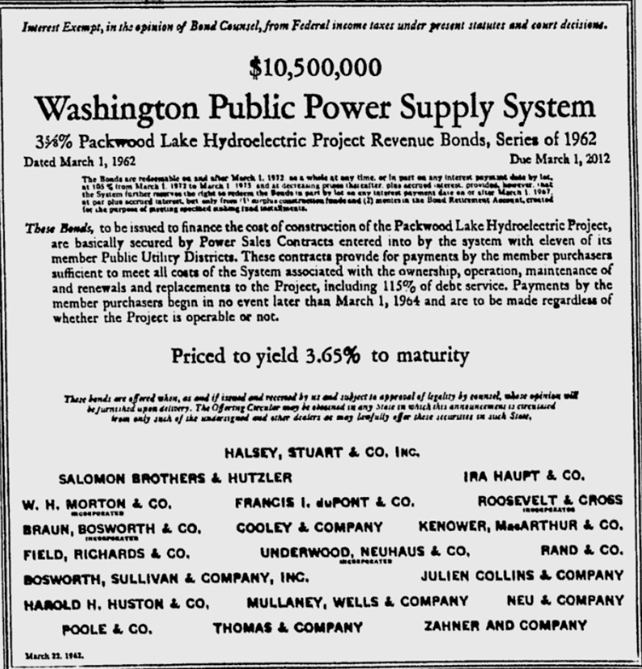 Interest Exempt, in the opinion of Bond Counsel, from Federal income taxes under present statutes and court decisions.
$10,500,000
Washington Public Power Supply System
3⅝% Packwood Lake Hydroelectric Project Revenue Bonds, Series of 1962
Dated March 1, 1962 Due March 1, 2012
The Bonds are redeemable on and after March 1, 1972 as a whole at any time, or in part on any interest payment date by lot,
at 105 % from March 1, 1972 to March 1 1975 and at decreasing prices thereafter, plus accrued interest, provided, however, that
the System further reserves the right to redeem the Bonds in part by lot on any interest payment date on or after March 1, 1967,
at par plus accrued interest, but only from (1) surplus construction funds and (2) moneys in the Bond Retirement Account, created
for the purpose of meeting specified sinking fund installments.
These Bonds, to be issued to finance the cost of construction of the Packwood Lake Hydroelectric Project,
are basically secured by Power Sales Contracts entered into by the system with eleven of its
member Public Utility Districts. These contracts provide for payments by the member purchasers
sufficient to meet all costs of the System associated with the ownership, operation, maintenance of
and renewals and replacements to the Project, including 115% of debt service. Payments by the
member purchasers begin in no event later than March 1, 1964 and are to be made regardless of
whether the Project is operable or not.
Priced to yield 3.65% to maturity
These bonds are offered when, as and if issued and received by us and subject to approval of legality by counsel, whose opinion will
be furnished upon delivery. The Offering Circular may be obtained in any State in which this announcement is circulated
from only such of the undersigned and other dealers as may lawfully offer these securities in such State.
HALSEY, STUART & CO. INC.
SALOMON BROTHERS & HUTZLER IRA HAUPT & CO.
W. H. MORTON & CO. FRANCIS I. duPONT & CO. ROOSEVELT & CROSS
INCORPORATED INCORPORATED
BRAUN, BOSWORTH & CO. COOLEY & COMPANY KENOWER, MacARTHUR & CO.
INCORPORATED
FIELD, RICHARDS & CO. UNDERWOOD, NEUHAUS & CO. RAND & CO.
INCORPORATED
BOSWORTH, SULLIVAN & COMPANY, INC. JULIEN COLLINS & COMPANY
HAROLD H. HUSTON & CO. MULLANEY, WELLS & COMPANY NEU & COMPANY
POOLE & CO. THOMAS & COMPANY ZAHNER AND COMPANY
March 22, 1962.